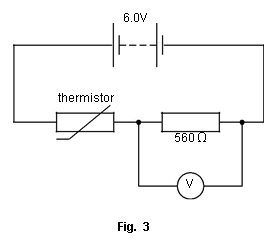 6.0V
thermistor
560 Ω
V
Fig. 3